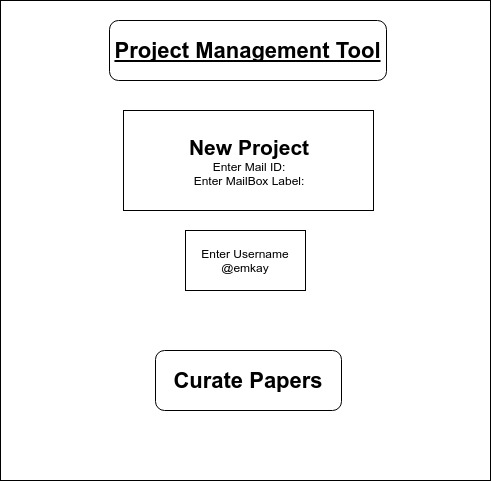 Project Management Tool
New Project
Enter Mail ID:
Enter MailBox Label:
Enter Username
@emkay
Curate Papers